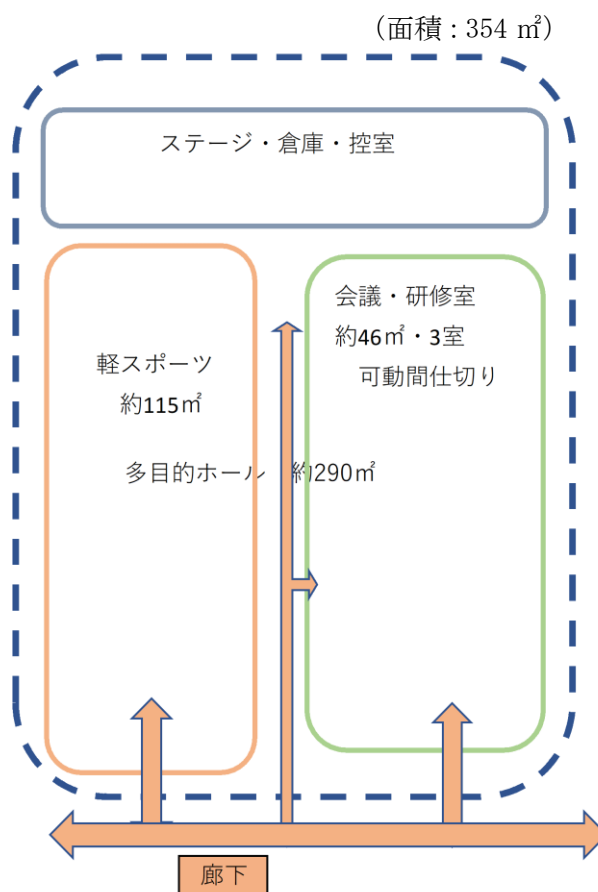 （面積 : 354 ㎡）
ステージ・倉庫・控室
会議・研修室
約46㎡・3室
可動間仕切り
軽スポーツ
約115㎡
多目的ホール　約290㎡
廊下